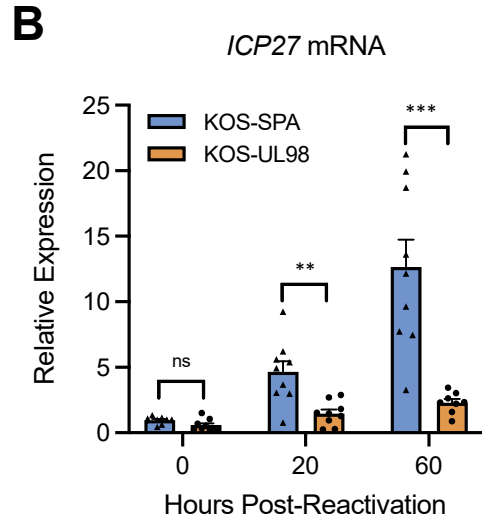 B
ICP27 mRNA
KOS-SPA
KOS-UL98
Relative Expression
25
20
15
10
5
0
ns
**
***
0 20 60
Hours Post-Reactivation